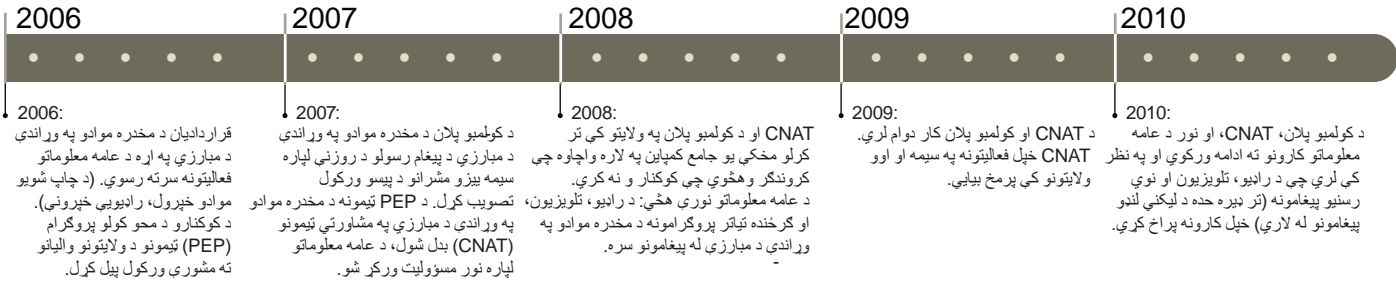 2006
2007
2008
2009
2010
2006:
قراردادیان د مخدره موادو په وړاندې
د مبارزې په اړه د عامه معلوماتو
فعالیتونه سرته رسوي. (د چاپ شویو
موادو خپرول، راډیویي خپرونې).
د کوکنارو د محو کولو پروګرام
(PEP) ټیمونو د ولایتونو والیانو
ته مشورې ورکول پیل کړل.
2007:
د کولمبو پلان د مخدره موادو په وړاندې
د مبارزې د پیغام رسولو د روزنې لپاره
سیمه ییزو مشرانو د پیسو ورکول
تصویب کړل. د PEP ټیمونه د مخدره موادو
په وړاندې د مبارزې په مشاورتي ټیمونو
(CNAT) بدل شول، د عامه معلوماتو
لپاره نور مسؤولیت ورکړ شو.
2008:
CNAT او د کولمبو پلان په ولایتو کې تر
کرلو مخکې یو جامع کمپاین په لاره واچاوه چې
کروندګر وهڅوي چې کوکنار و نه کري.
د عامه معلوماتو نورې هڅې: د راډیو، تلویزیون،
او ګرځنده تیاتر پروګرامونه د مخدره موادو په
وړاندې د مبارزې له پیغامونو سره.
-
2009:
د CNAT او کولمبو پلان کار دوام لري.
CNAT خپل فعالیتونه په سیمه او اوو
ولایتونو کې پرمخ بیایي.
2010:
د کولمبو پلان، CNAT، او نور د عامه
معلوماتو کارونو ته ادامه ورکوي او په نظر
کې لري چې د راډیو، تلویزیون او نوي
رسنیو پیغامونه (تر ډیره حده د لیکنې لنډو
پیغامونو له لارې) خپل کارونه پراخ کړي.